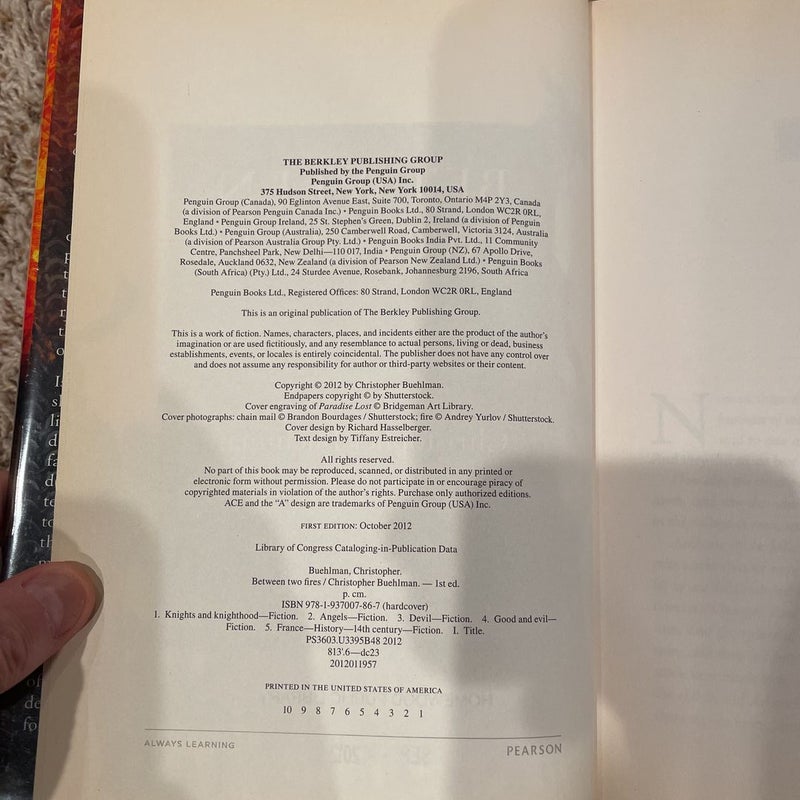 THE BERKLEY PUBLISHING GROUP
Published by the Penguin Group
Penguin Group (USA) Inc.
375 Hudson Street, New York, New York 10014, USA
Penguin Group (Canada), 90 Eglinton Avenue East, Suite 700, Toronto, Ontario M4P 2Y3, Canada
(a division of Pearson Penguin Canada Inc.) • Penguin Books Ltd., 80 Strand, London WC2R 0RL,
England • Penguin Group Ireland, 25 St. Stephen's Green, Dublin 2, Ireland (a division of Penguin
Books Ltd.) • Penguin Group (Australia), 250 Camberwell Road, Camberwell, Victoria 3124, Australia
(a division of Pearson Australia Group Pty. Ltd.) • Penguin Books India Pvt. Ltd., 11 Community
Centre, Panchsheel Park, New Delhi—110 017, India • Penguin Group (NZ), 67 Apollo Drive,
Rosedale, Auckland 0632, New Zealand (a division of Pearson New Zealand Ltd.) • Penguin Books
(South Africa) (Pty.) Ltd., 24 Sturdee Avenue, Rosebank, Johannesburg 2196, South Africa
Penguin Books Ltd., Registered Offices: 80 Strand, London WC2R 0RL, England
This is an original publication of The Berkley Publishing Group.
This is a work of fiction. Names, characters, places, and incidents either are the product of the author's
imagination or are used fictitiously, and any resemblance to actual persons, living or dead, business
establishments, events, or locales is entirely coincidental. The publisher does not have any control over
and does not assume any responsibility for author or third-party websites or their content.
Copyright © 2012 by Christopher Buehlman.
Endpapers copyright © by Shutterstock.
Cover engraving of Paradise Lost © Bridgeman Art Library.
Cover photographs: chain mail © Brandon Bourdages / Shutterstock; fire © Andrey Yurlov / Shutterstock.
Cover design by Richard Hasselberger.
Text design by Tiffany Estreicher.
All rights reserved.
No part of this book may be reproduced, scanned, or distributed in any printed or
electronic form without permission. Please do not participate in or encourage piracy of
copyrighted materials in violation of the author's rights. Purchase only authorized editions.
ACE and the "A" design are trademarks of Penguin Group (USA) Inc.
FIRST EDITION: October 2012
Library of Congress Cataloging-in-Publication Data
Buehlman, Christopher.
Between two fires / Christopher Buehlman. — 1st ed.
p. cm.
ISBN 978-1-937007-86-7 (hardcover)
1. Knights and knighthood—Fiction. 2. Angels—Fiction. 3. Devil—Fiction. 4. Good and evil—
Fiction. 5. France—History—14th century—Fiction. I. Title.
PS3603.U3395B48 2012
813'.6—dc23
2012011957
PRINTED IN THE UNITED STATES OF AMERICA
10 9 8 7 6 5 4 3 2 1
ALWAYS LEARNING
PEARSON